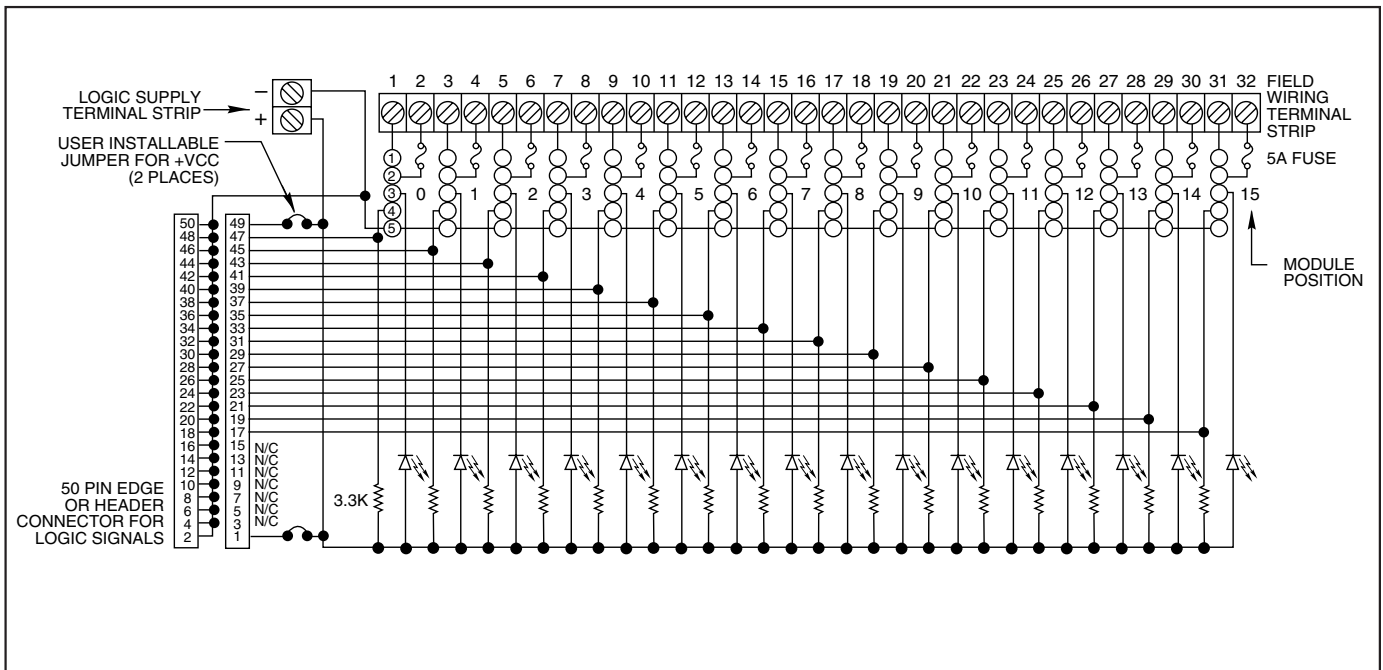 1 2 3 4 5 6 7 8 9 10 11 12 13 14 15 16 17 18 19 20 21 22 23 24 25 26 27 28 29 30 31 32
FIELD
WIRING
TERMINAL
STRIP
LOGIC SUPPLY
TERMINAL STRIP
−
+
USER INSTALLABLE
JUMPER FOR +VCC
(2 PLACES)
5A FUSE
1
2
3
4
5
0 1 2 3 4 5 6 7 8 9 10 11 12 13 14 15
MODULE
POSITION
50 49
48 47
46 45
44 43
42 41
40 39
38 37
36 35
34 33
32 31
30 29
28 27
26 25
24 23
22 21
20 19
18 17
16 15 N/C
14 13 N/C
12 11 N/C
10 9 N/C
8 7 N/C
6 5 N/C
4 3 N/C
2 1
3.3K
50 PIN EDGE
OR HEADER
CONNECTOR FOR
LOGIC SIGNALS